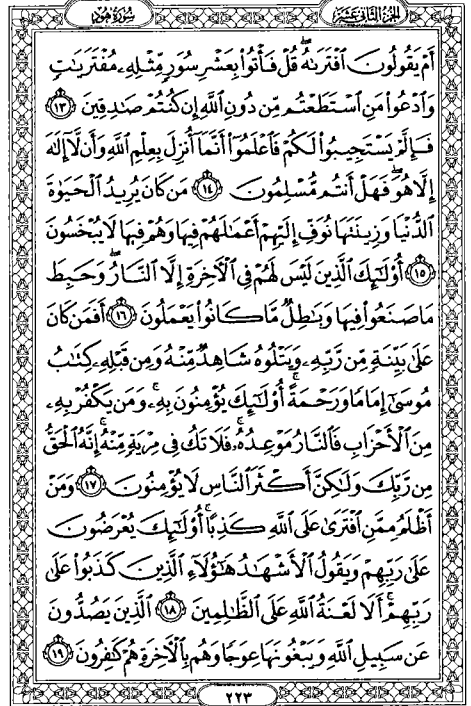 الجزء الثاني عشر
سورة هود
أَمْ يَقُولُونَ ٱفْتَرَىٰهُ ۖ قُلْ فَأْتُوا۟ بِعَشْرِ سُوَرٍ مِّثْلِهِۦ مُفْتَرَيَٰتٍ
وَٱدْعُوا۟ مَنِ ٱسْتَطَعْتُم مِّن دُونِ ٱللَّهِ إِن كُنتُمْ صَٰدِقِينَ ١٣
فَإِلَّمْ يَسْتَجِيبُوا۟ لَكُمْ فَٱعْلَمُوٓا۟ أَنَّمَآ أُنزِلَ بِعِلْمِ ٱللَّهِ وَأَن لَّآ إِلَٰهَ
إِلَّا هُوَ ۖ فَهَلْ أَنتُم مُّسْلِمُونَ ١٤ مَن كَانَ يُرِيدُ ٱلْحَيَوٰةَ
ٱلدُّنْيَا وَزِينَتَهَا نُوَفِّ إِلَيْهِمْ أَعْمَٰلَهُمْ فِيهَا وَهُمْ فِيهَا لَا يُبْخَسُونَ
١٥ أُو۟لَٰٓئِكَ ٱلَّذِينَ لَيْسَ لَهُمْ فِى ٱلْءَاخِرَةِ إِلَّا ٱلنَّارُ ۖ وَحَبِطَ
مَا صَنَعُوا۟ فِيهَا وَبَٰطِلٌ مَّا كَانُوا۟ يَعْمَلُونَ ١٦ أَفَمَن كَانَ
عَلَىٰ بَيِّنَةٍ مِّن رَّبِّهِۦ وَيَتْلُوهُ شَاهِدٌ مِّنْهُ وَمِن قَبْلِهِۦ كِتَٰبُ
مُوسَىٰٓ إِمَامًا وَرَحْمَةً ۚ أُو۟لَٰٓئِكَ يُؤْمِنُونَ بِهِۦ ۚ وَمَن يَكْفُرْ بِهِۦ
مِنَ ٱلْأَحْزَابِ فَٱلنَّارُ مَوْعِدُهُۥ ۚ فَلَا تَكُ فِى مِرْيَةٍ مِّنْهُ ۚ إِنَّهُ ٱلْحَقُّ
مِن رَّبِّكَ وَلَٰكِنَّ أَكْثَرَ ٱلنَّاسِ لَا يُؤْمِنُونَ ١٧ وَمَنْ
أَظْلَمُ مِمَّنِ ٱفْتَرَىٰ عَلَى ٱللَّهِ كَذِبًا ۚ أُو۟لَٰٓئِكَ يُعْرَضُونَ
عَلَىٰ رَبِّهِمْ وَيَقُولُ ٱلْأَشْهَٰدُ هَٰٓؤُلَآءِ ٱلَّذِينَ كَذَبُوا۟ عَلَىٰ
رَبِّهِمْ ۚ أَلَا لَعْنَةُ ٱللَّهِ عَلَى ٱلظَّٰلِمِينَ ١٨ ٱلَّذِينَ يَصُدُّونَ
عَن سَبِيلِ ٱللَّهِ وَيَبْغُونَهَا عِوَجًا وَهُم بِٱلْءَاخِرَةِ هُمْ كَٰفِرُونَ ١٩
٢٢٣